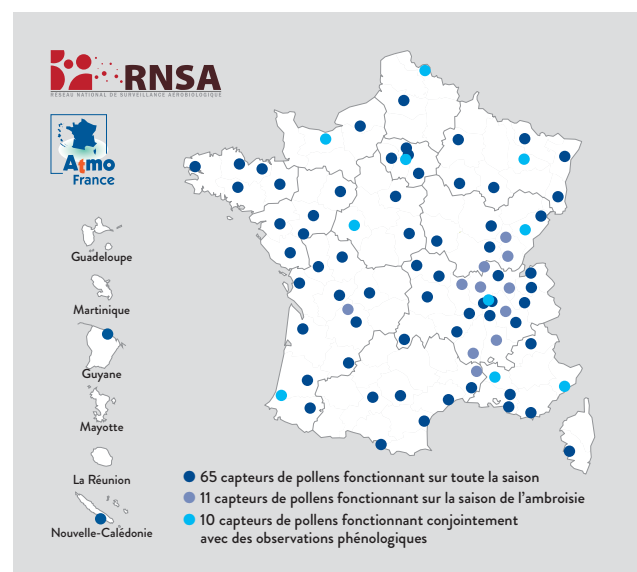 RNSA
RÉSEAU NATIONAL DE SURVEILLANCE AÉROBIOLOGIQUE
Atmo
France
Guadeloupe
Martinique
Guyane
Mayotte
La Réunion
Nouvelle-Calédonie
65 capteurs de pollens fonctionnant sur toute la saison
11 capteurs de pollens fonctionnant sur la saison de l’ambroisie
10 capteurs de pollens fonctionnant conjointement
avec des observations phénologiques